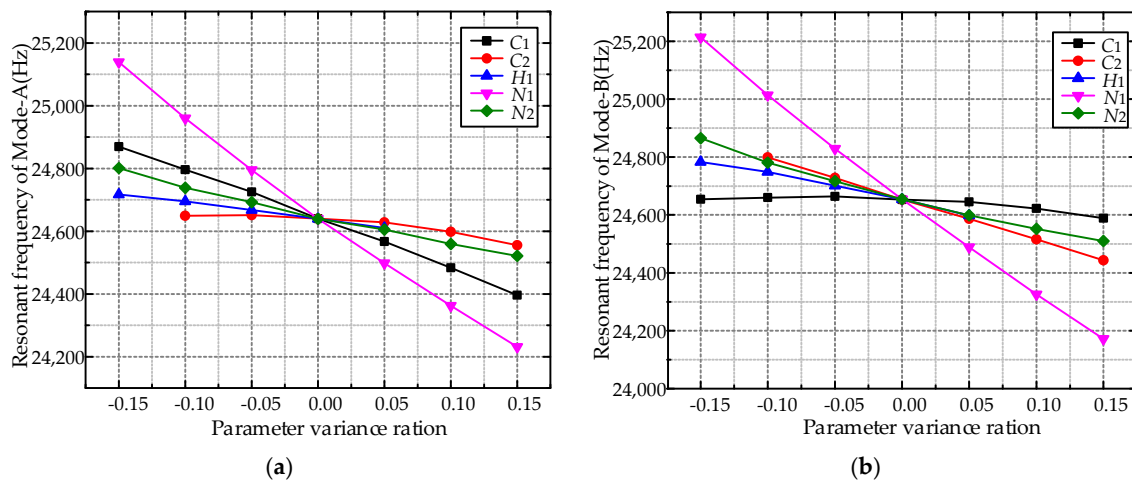 Resonant frequency of Mode-A(Hz)
25,200
25,000
24,800
24,600
24,400
24,200
-0.15 -0.10 -0.05 0.00 0.05 0.10 0.15
Parameter variance ration
C1
C2
H1
N1
N2
(a)
Resonant frequency of Mode-B(Hz)
25,200
25,000
24,800
24,600
24,400
24,200
24,000
-0.15 -0.10 -0.05 0.00 0.05 0.10 0.15
Parameter variance ration
C1
C2
H1
N1
N2
(b)